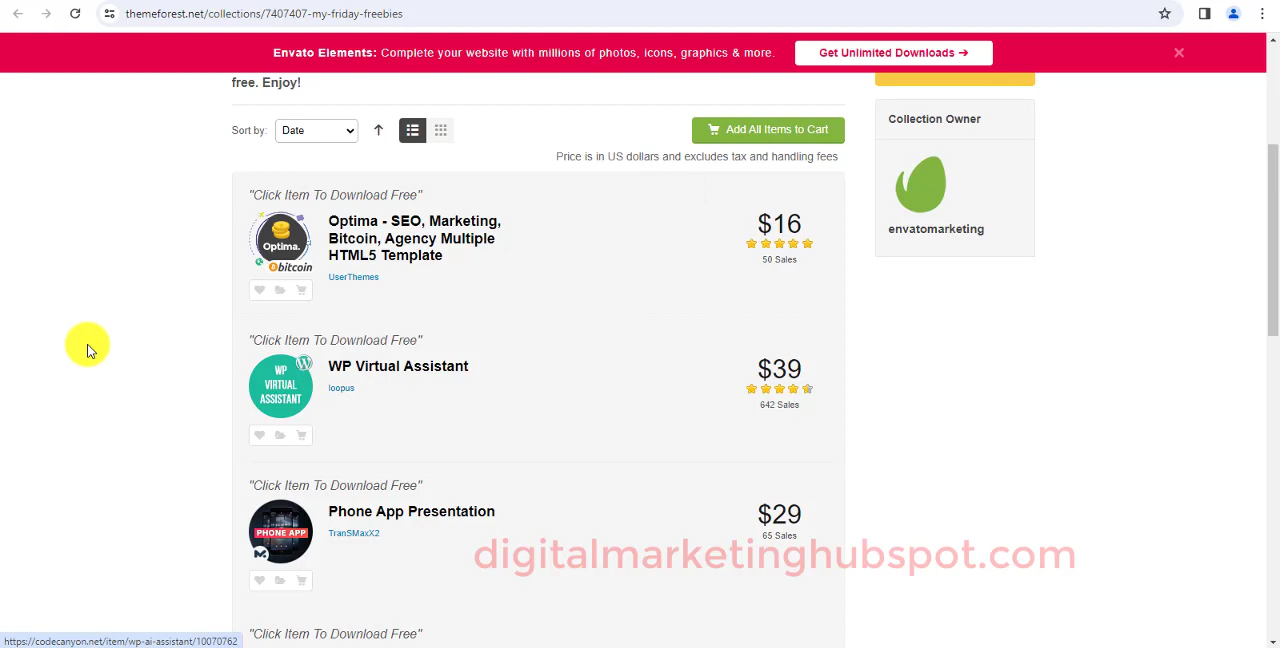 themeforest.net/collections/7407407-my-friday-freebies
Envato Elements: Complete your website with millions of photos, icons, graphics & more.
Get Unlimited Downloads →
free. Enjoy!
Sort by:
Date
Add All Items to Cart
Price is in US dollars and excludes tax and handling fees
Collection Owner
envatomarketing
"Click Item To Download Free"
Optima.
bitcoin
Optima - SEO, Marketing,
Bitcoin, Agency Multiple
HTML5 Template
UserThemes
$16
50 Sales
"Click Item To Download Free"
WP
VIRTUAL
ASSISTANT
WP Virtual Assistant
loopus
$39
642 Sales
"Click Item To Download Free"
PHONE APP
Phone App Presentation
TranSMaxX2
$29
65 Sales
digitalmarketinghubspot.com
"Click Item To Download Free"
https://codecanyon.net/item/wp-ai-assistant/10070762